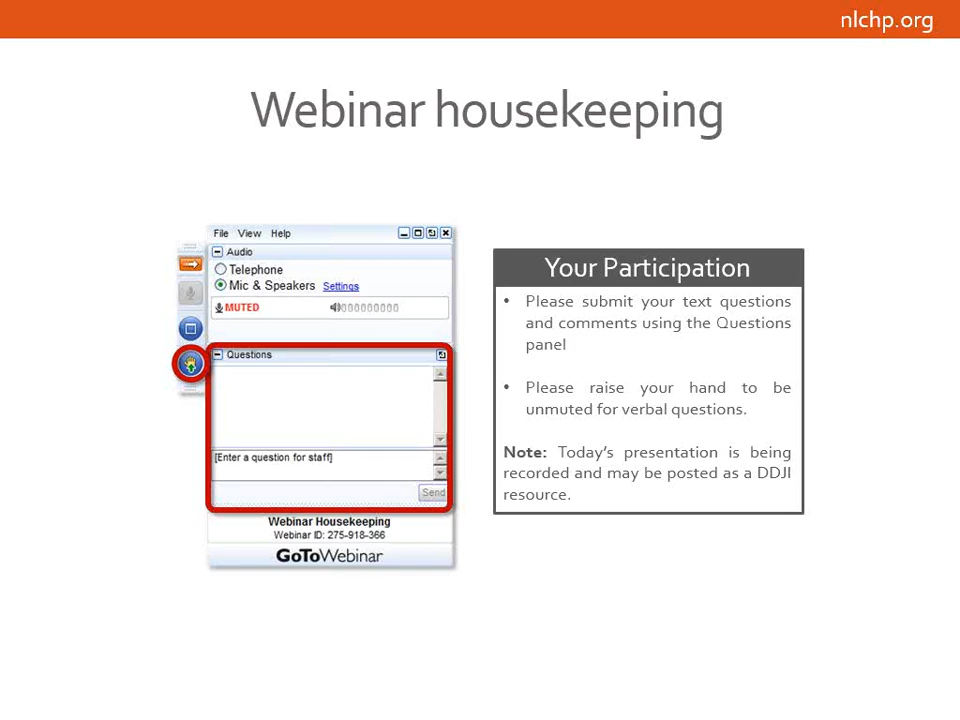 nlchp.org
Webinar housekeeping
File View Help
Audio
Telephone
Mic & Speakers Settings
MUTED 000000000
Questions
[Enter a question for staff]
Send
Webinar Housekeeping
Webinar ID: 275-918-366
GoToWebinar
Your Participation
• Please submit your text questions
and comments using the Questions
panel
• Please raise your hand to be
unmuted for verbal questions.
Note: Today's presentation is being
recorded and may be posted as a DDJI
resource.